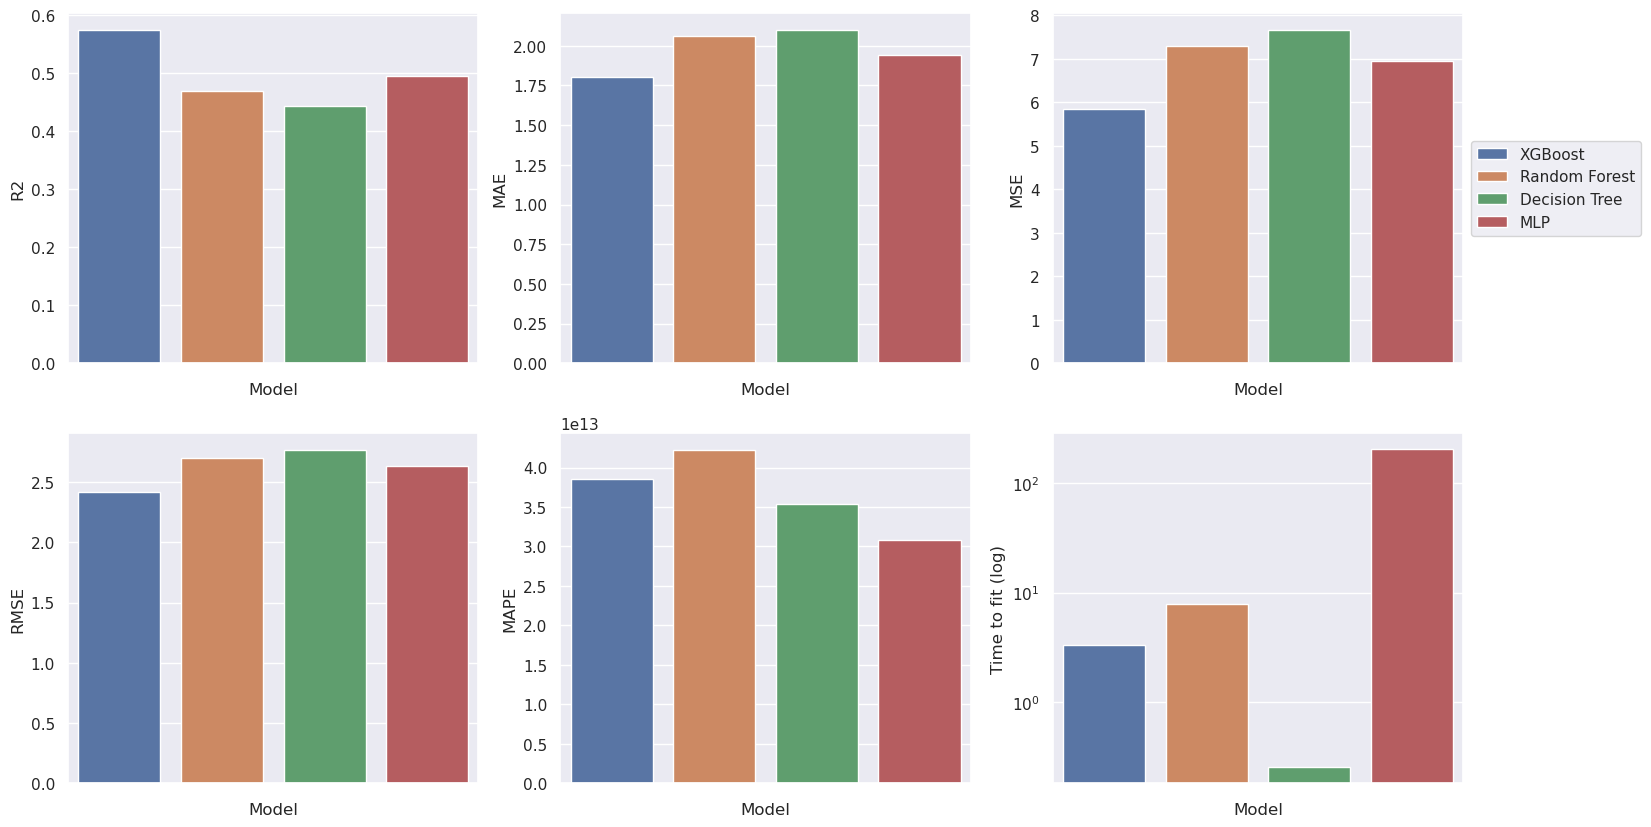 0.6
0.5
0.4
0.3
0.2
0.1
0.0
R2
Model
2.00
1.75
1.50
1.25
1.00
0.75
0.50
0.25
0.00
MAE
Model
8
7
6
5
4
3
2
1
0
MSE
Model
XGBoost
Random Forest
Decision Tree
MLP
2.5
2.0
1.5
1.0
0.5
0.0
RMSE
Model
1e13
4.0
3.5
3.0
2.5
2.0
1.5
1.0
0.5
0.0
MAPE
Model
10²
10¹
10⁰
Time to fit (log)
Model